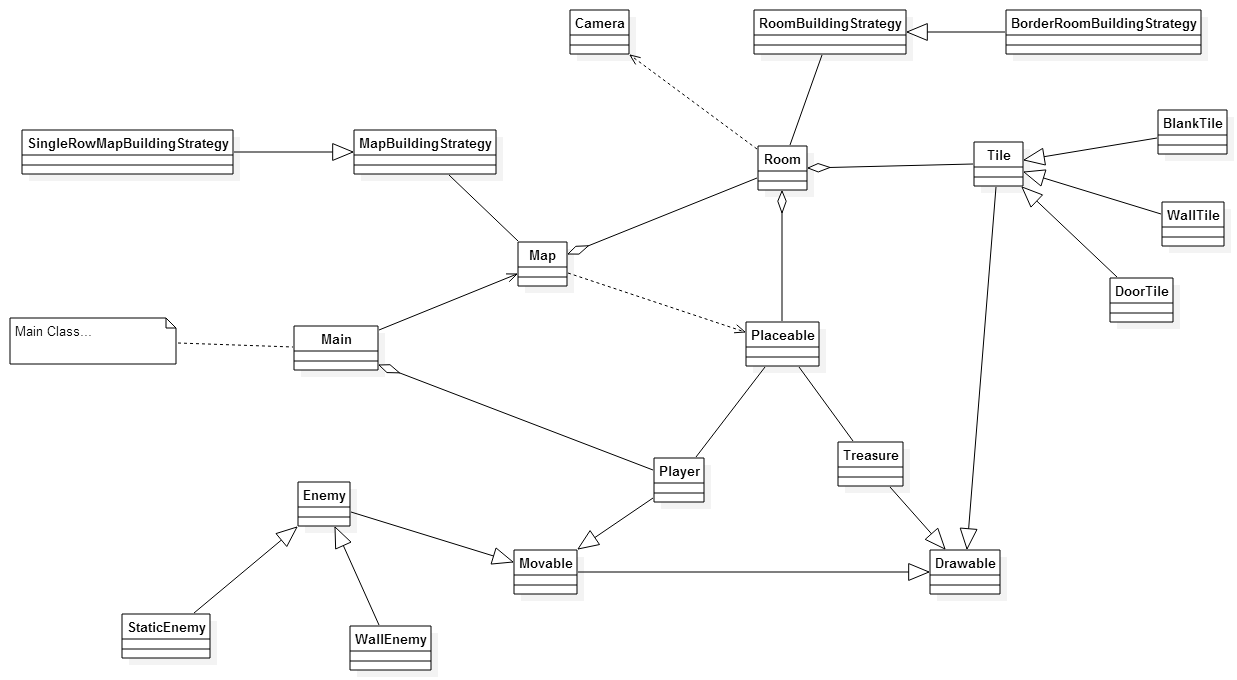 Camera
RoomBuildingStrategy
BorderRoomBuildingStrategy
SingleRowMapBuildingStrategy
MapBuildingStrategy
Room
Tile
BlankTile
WallTile
Map
DoorTile
Main Class...
Main
Placeable
Enemy
Player
Treasure
Movable
Drawable
StaticEnemy
WallEnemy